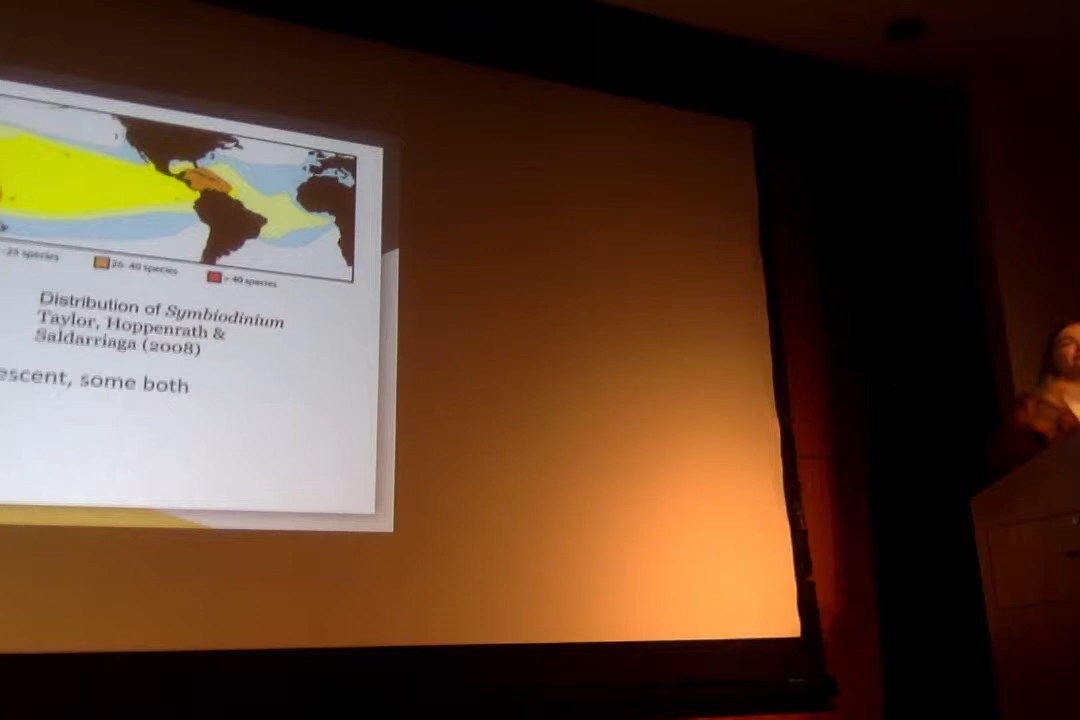 -25 species
26-40 species
> 40 species
Distribution of Symbiodinium
Taylor, Hoppenrath &
Saldarriaga (2008)
escent, some both